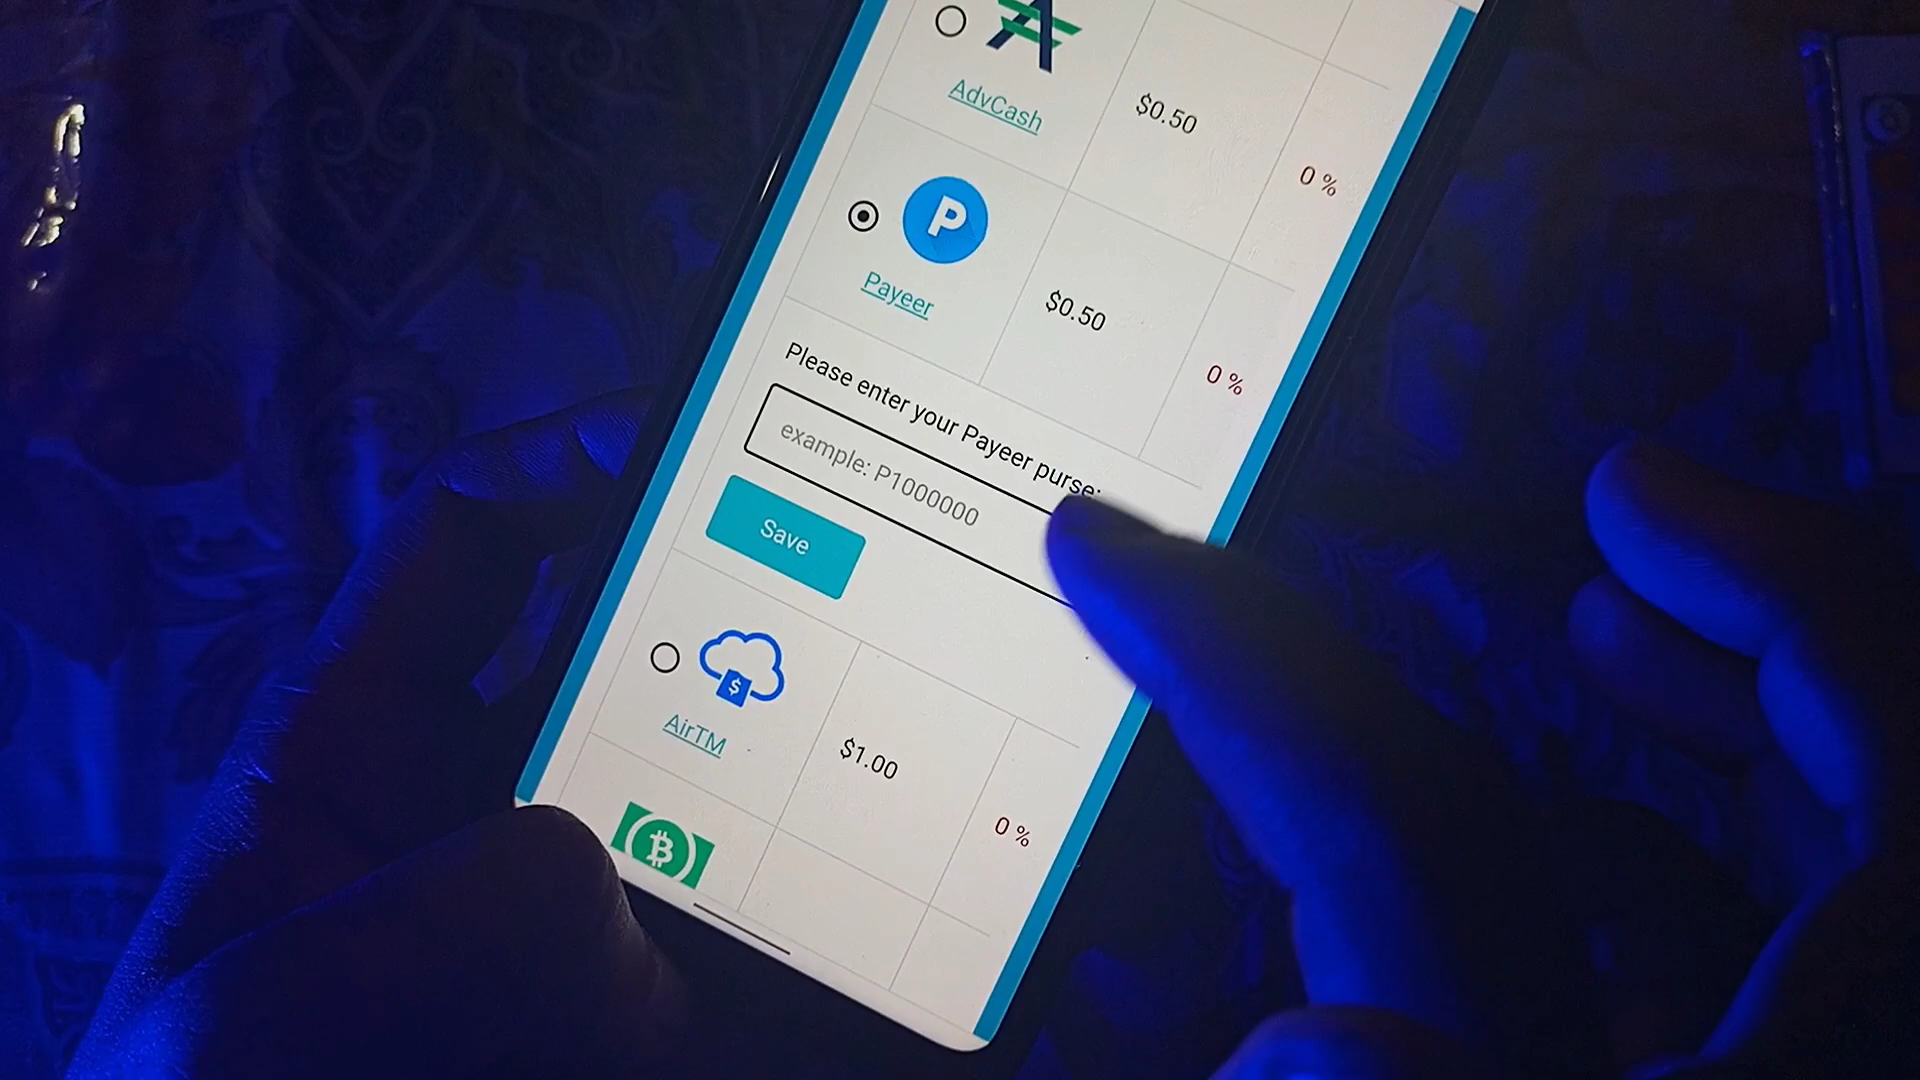 AdvCash
$0.50
0 %
P
Payeer
$0.50
0 %
Please enter your Payeer purse:
example: P1000000
Save
$
AirTM
$1.00
0 %